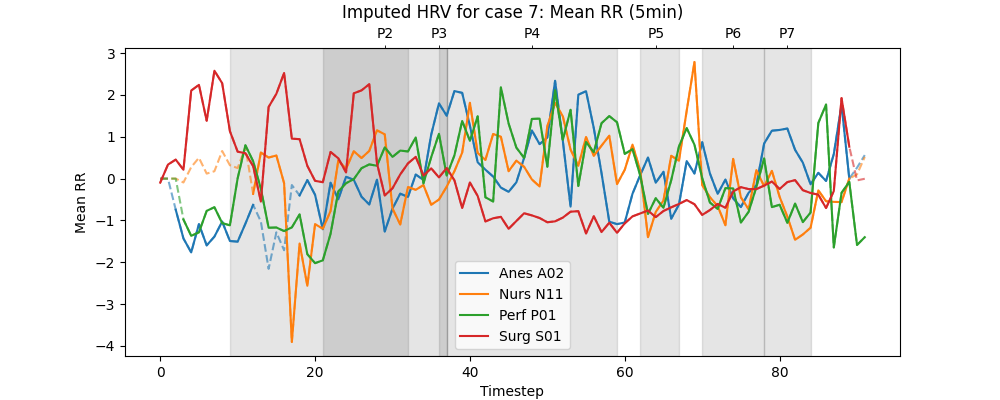 Imputed HRV for case 7: Mean RR (5min)
P2 P3 P4 P5 P6 P7
3
2
1
0
−1
−2
−3
−4
Mean RR
Anes A02
Nurs N11
Perf P01
Surg S01
0 20 40 60 80
Timestep